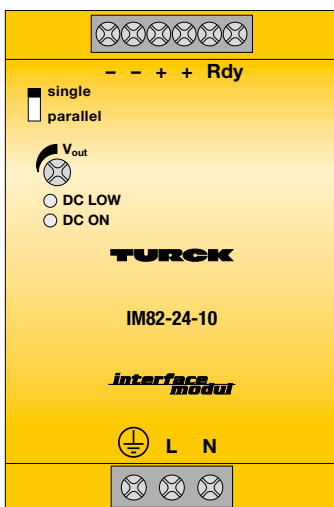 – – + + Rdy
single
parallel
Vout
DC LOW
DC ON
TURCK
IM82-24-10
interface
modul
L N